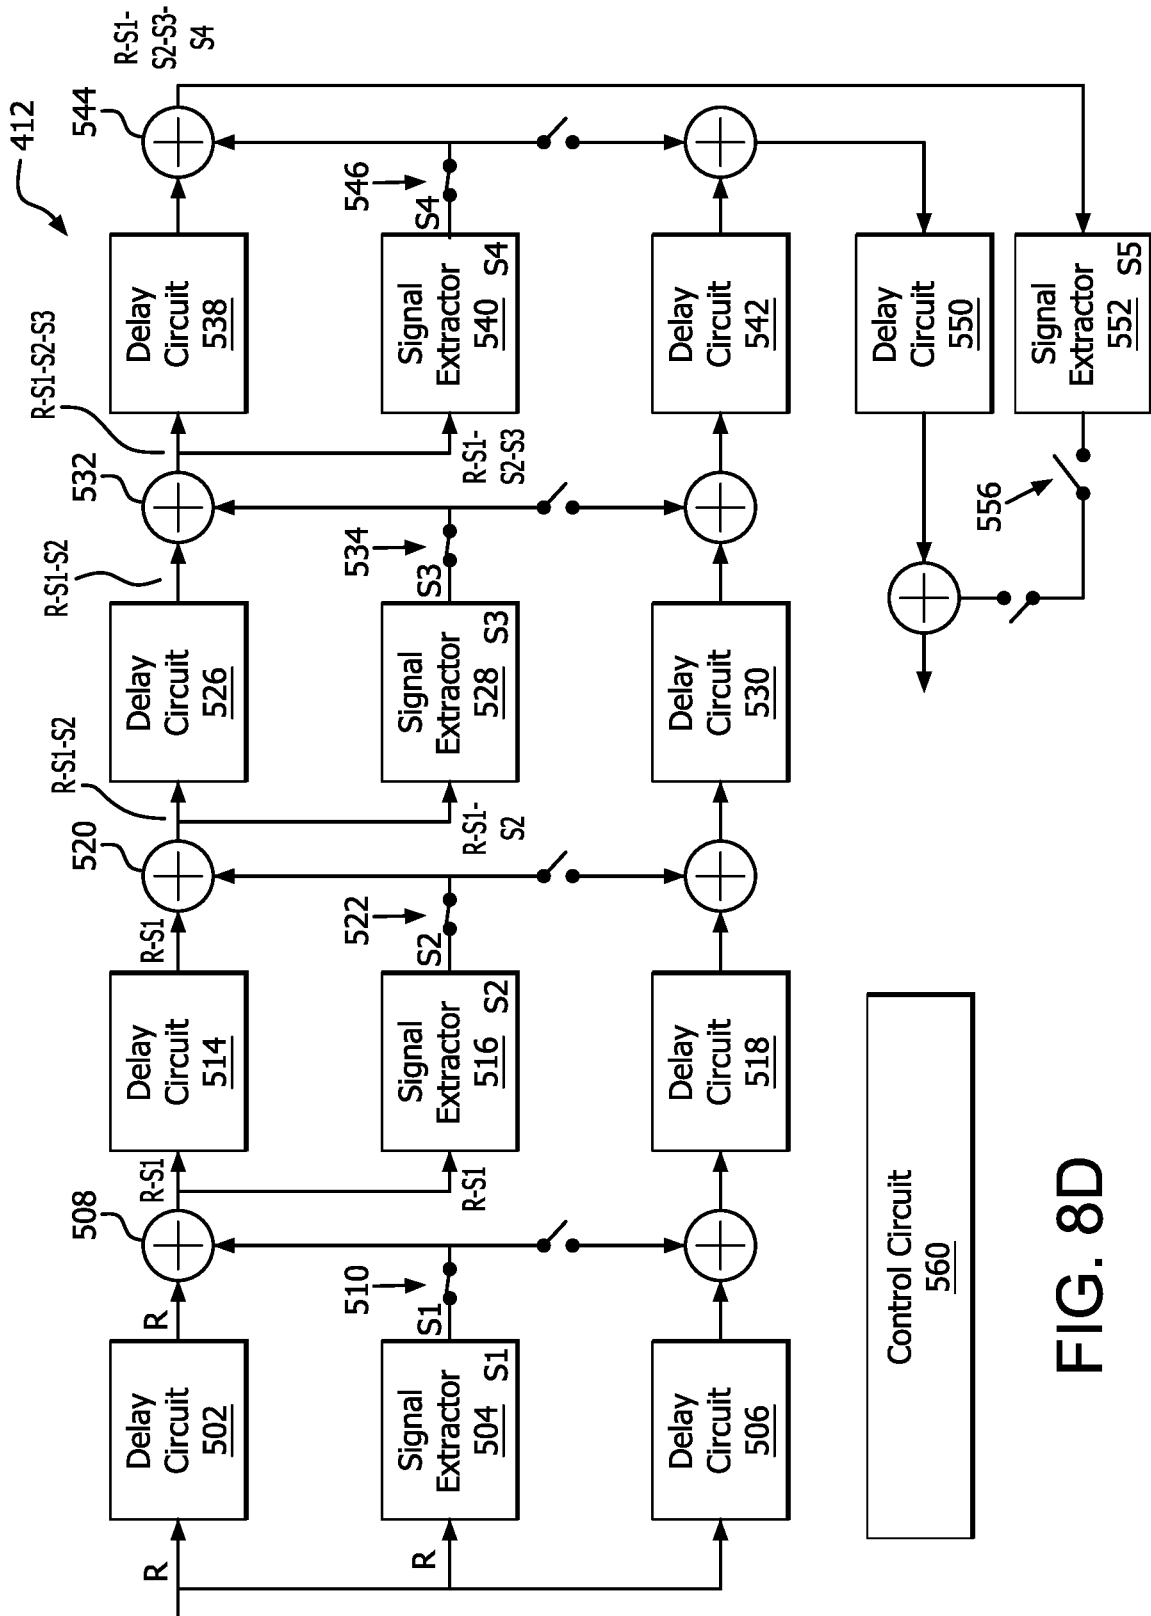 412
R
Delay
Circuit
502
R
508
R-S1
Delay
Circuit
514
R-S1
520
R-S1-S2
Delay
Circuit
526
R-S1-S2
532
R-S1-S2-S3
Delay
Circuit
538
544
R-S1-
S2-S3-
S4
R
Signal
Extractor
504
S1
S1
510
R-S1
Signal
Extractor
516
S2
S2
522
R-S1-
S2
Signal
Extractor
528
S3
S3
534
R-S1-
S2-S3
Signal
Extractor
540
S4
S4
546
Delay
Circuit
506
Delay
Circuit
518
Delay
Circuit
530
Delay
Circuit
542
Control Circuit
560
556
Delay
Circuit
550
Signal
Extractor
552
S5
FIG. 8D